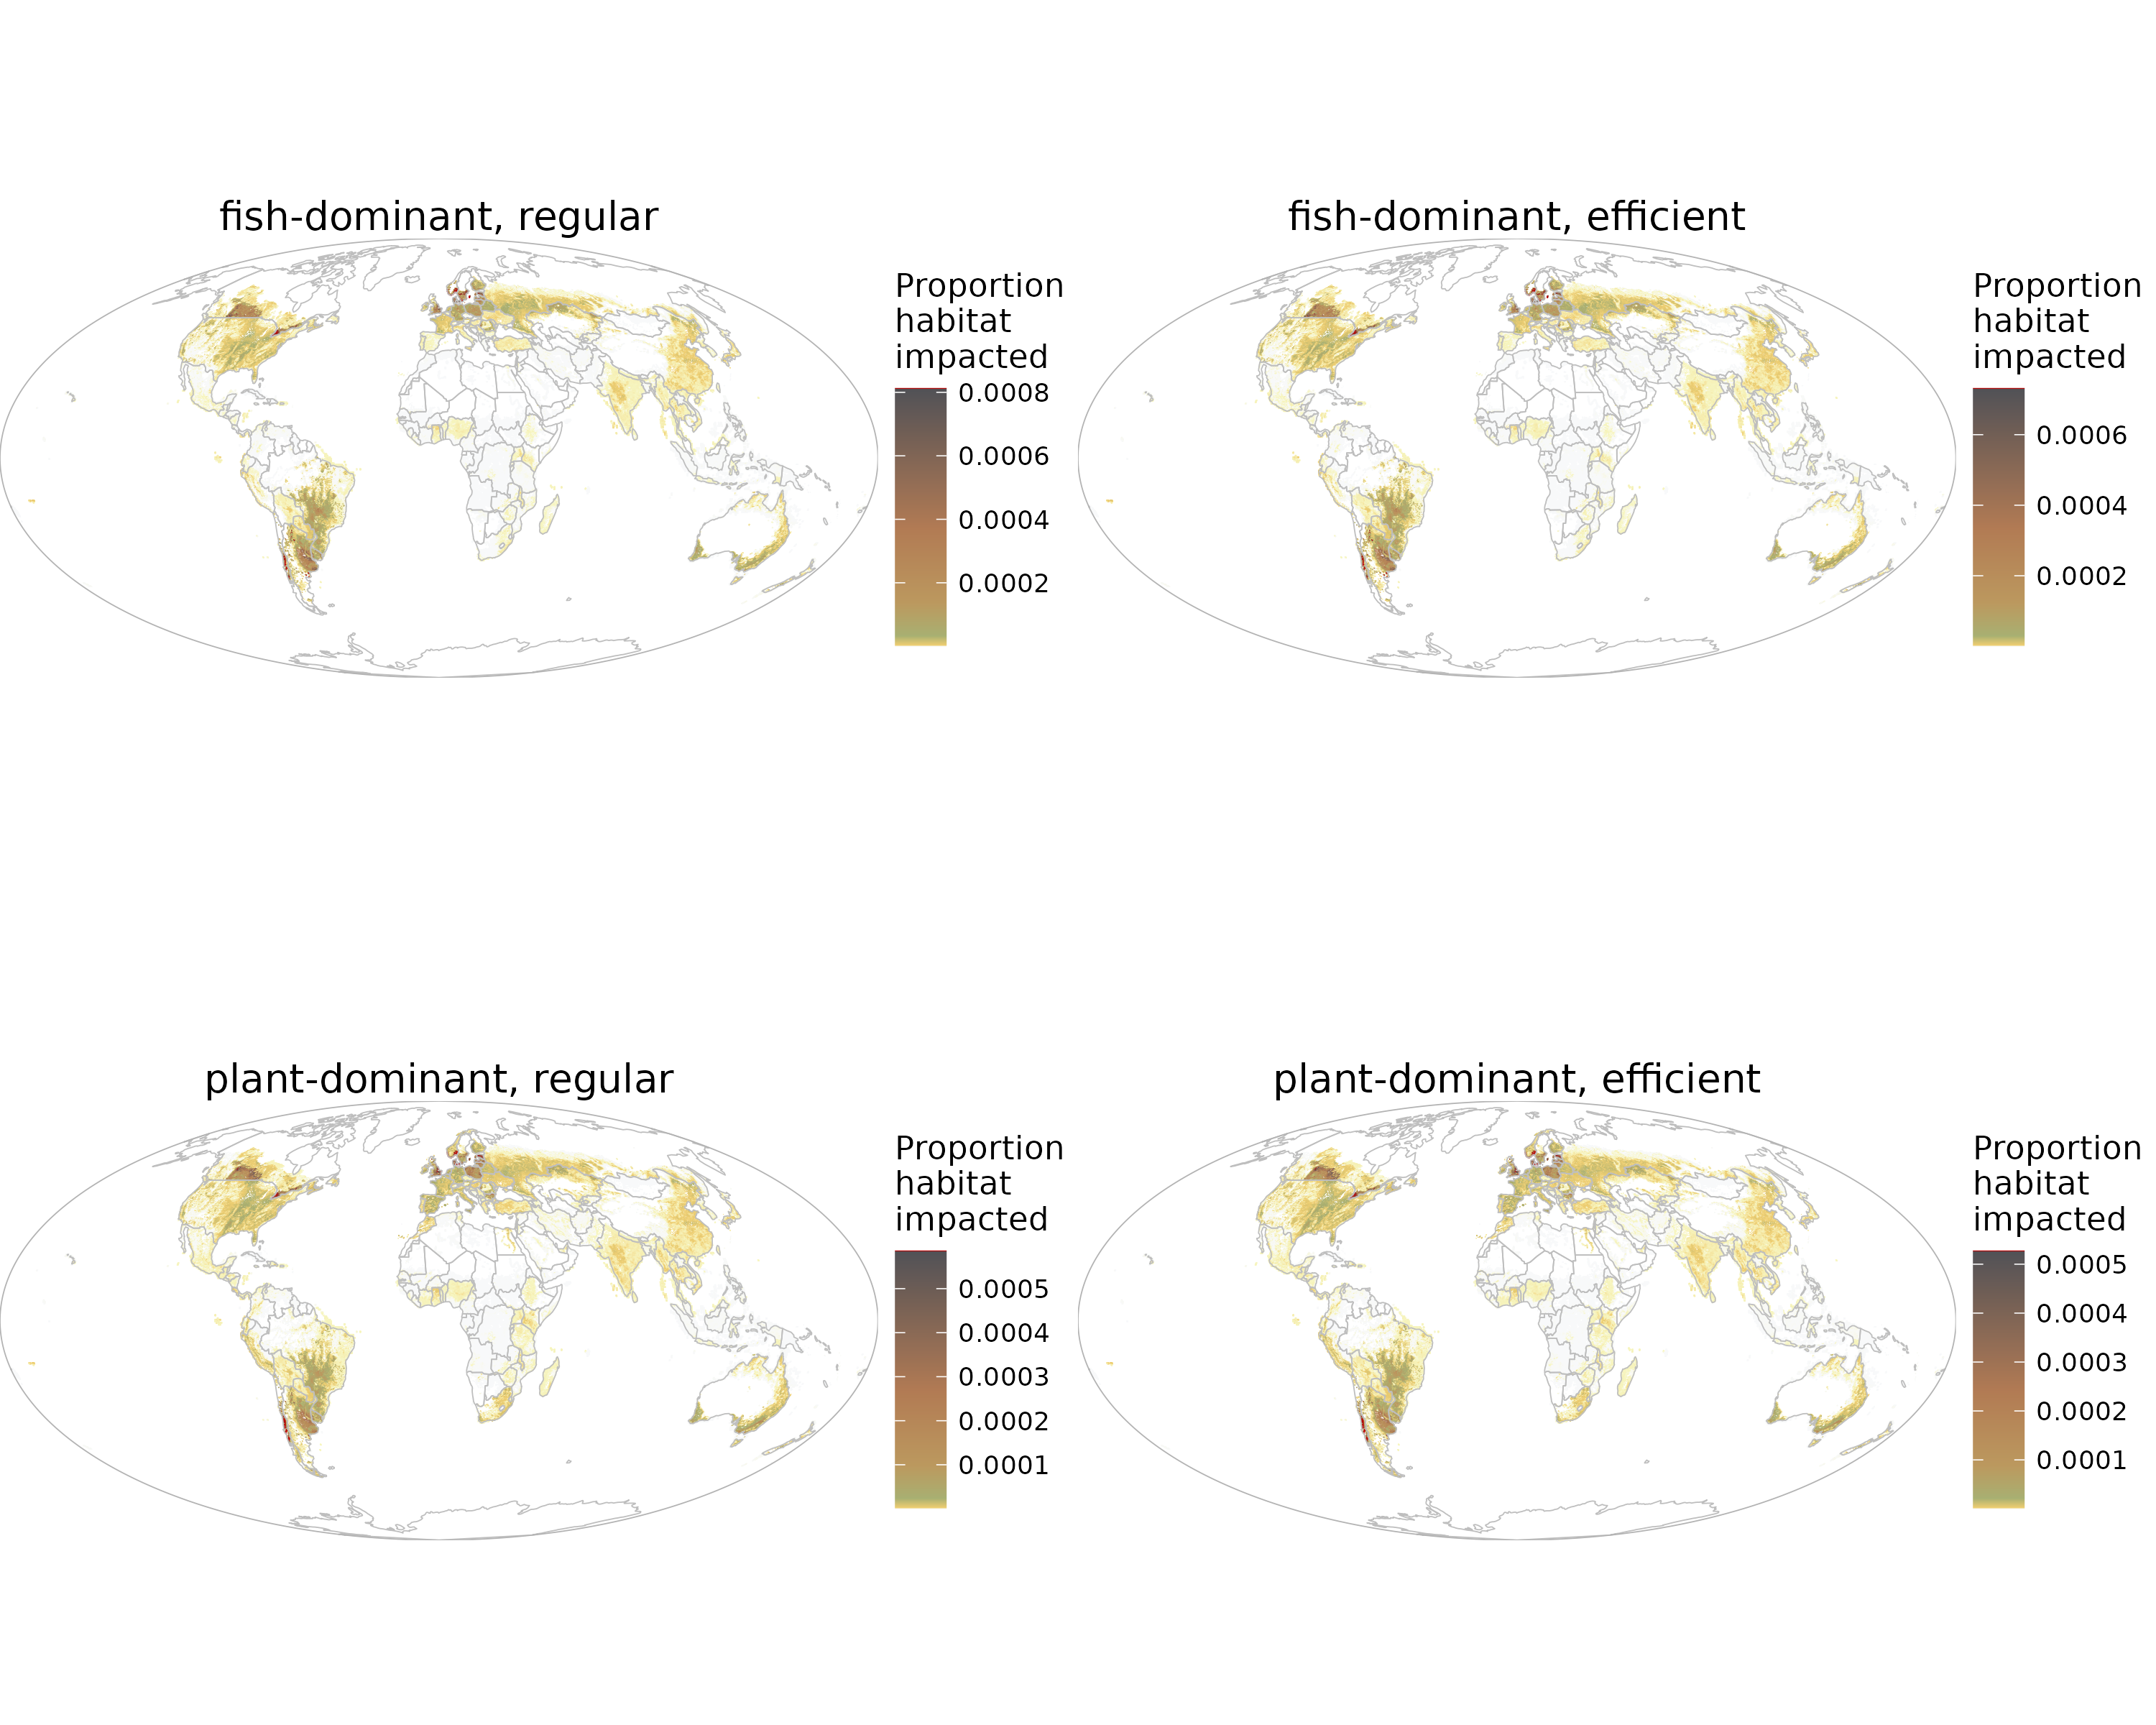 fish-dominant, regular
Proportion
habitat
impacted
0.0008
0.0006
0.0004
0.0002
fish-dominant, efficient
Proportion
habitat
impacted
0.0006
0.0004
0.0002
plant-dominant, regular
Proportion
habitat
impacted
0.0005
0.0004
0.0003
0.0002
0.0001
plant-dominant, efficient
Proportion
habitat
impacted
0.0005
0.0004
0.0003
0.0002
0.0001